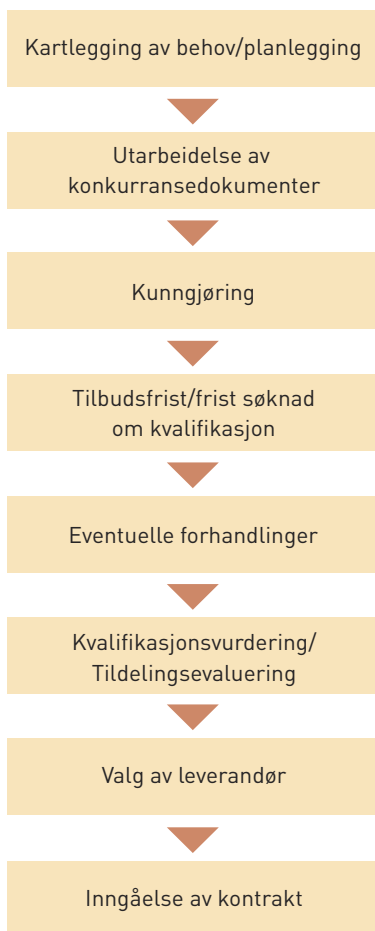 Kartlegging av behov/planlegging
Utarbeidelse av
konkurransedokumenter
Kunngjøring
Tilbudsfrist/frist søknad
om kvalifikasjon
Eventuelle forhandlinger
Kvalifikasjonsvurdering/
Tildelingsevaluering
Valg av leverandør
Inngåelse av kontrakt